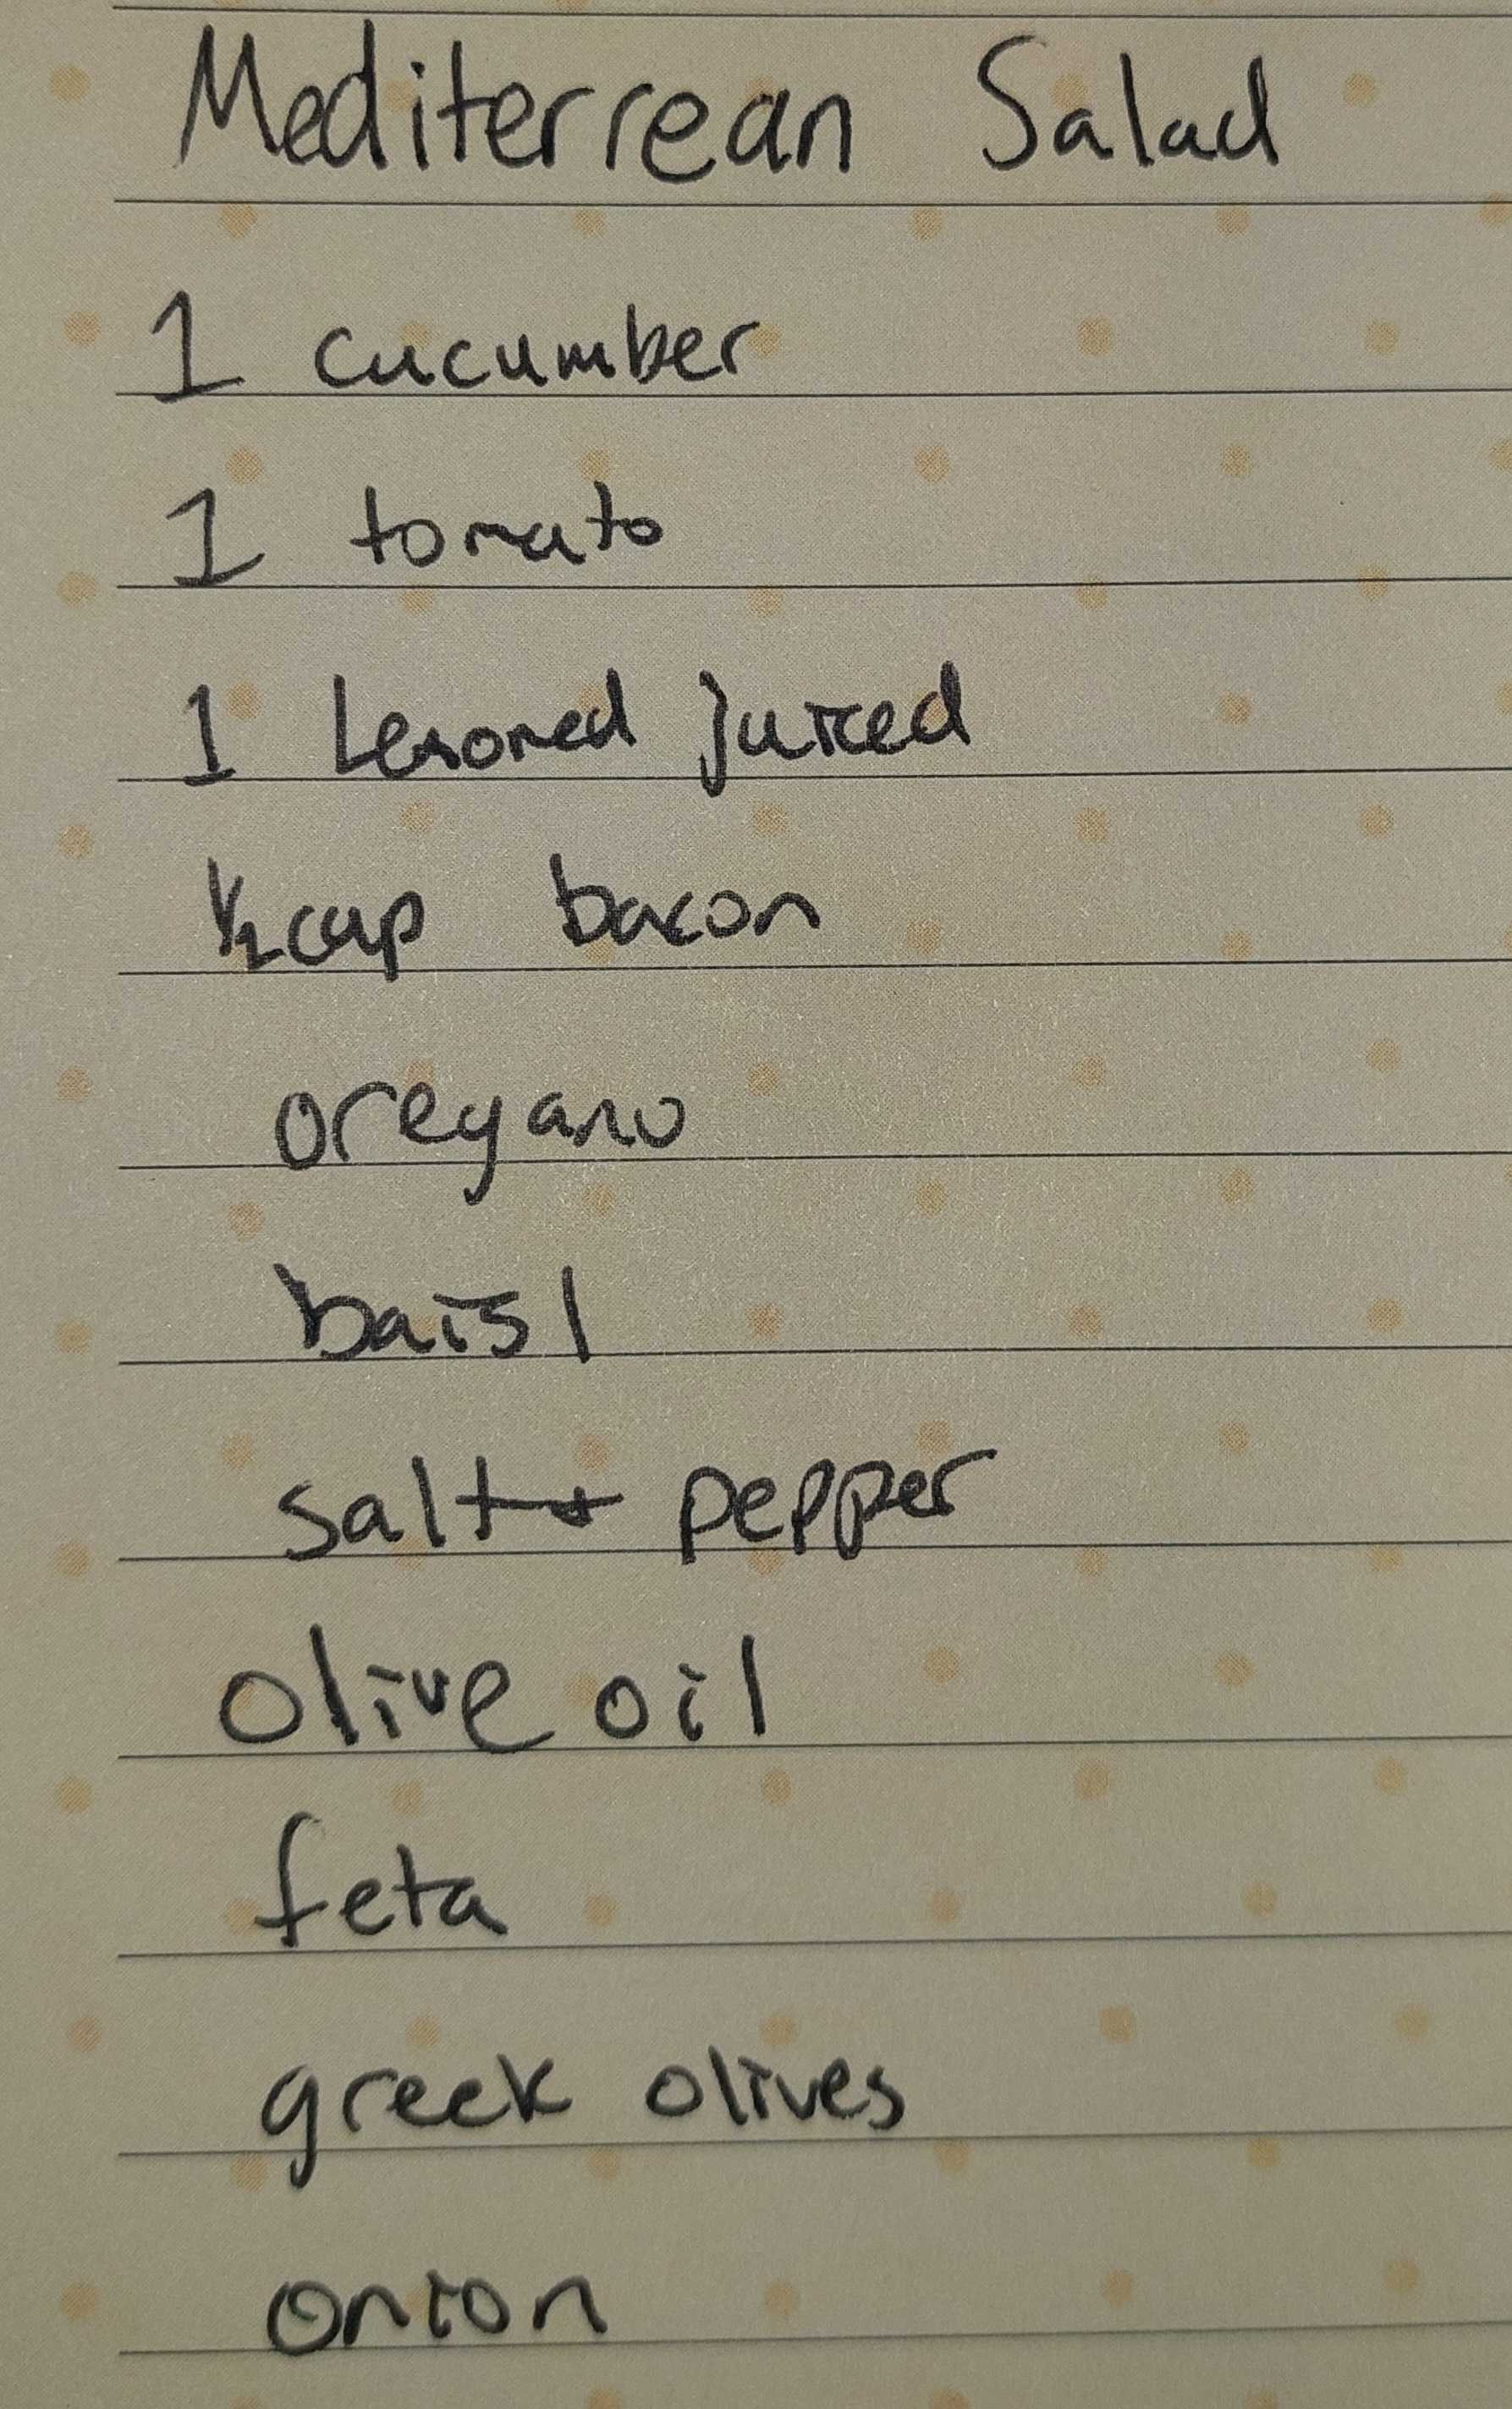 Mediterrean Salad
1 cucumber
1 tomato
1 Lemoned juiced
1/2 cup bacon
oregano
baisl
salt + pepper
olive oil
feta
greek olives
onion